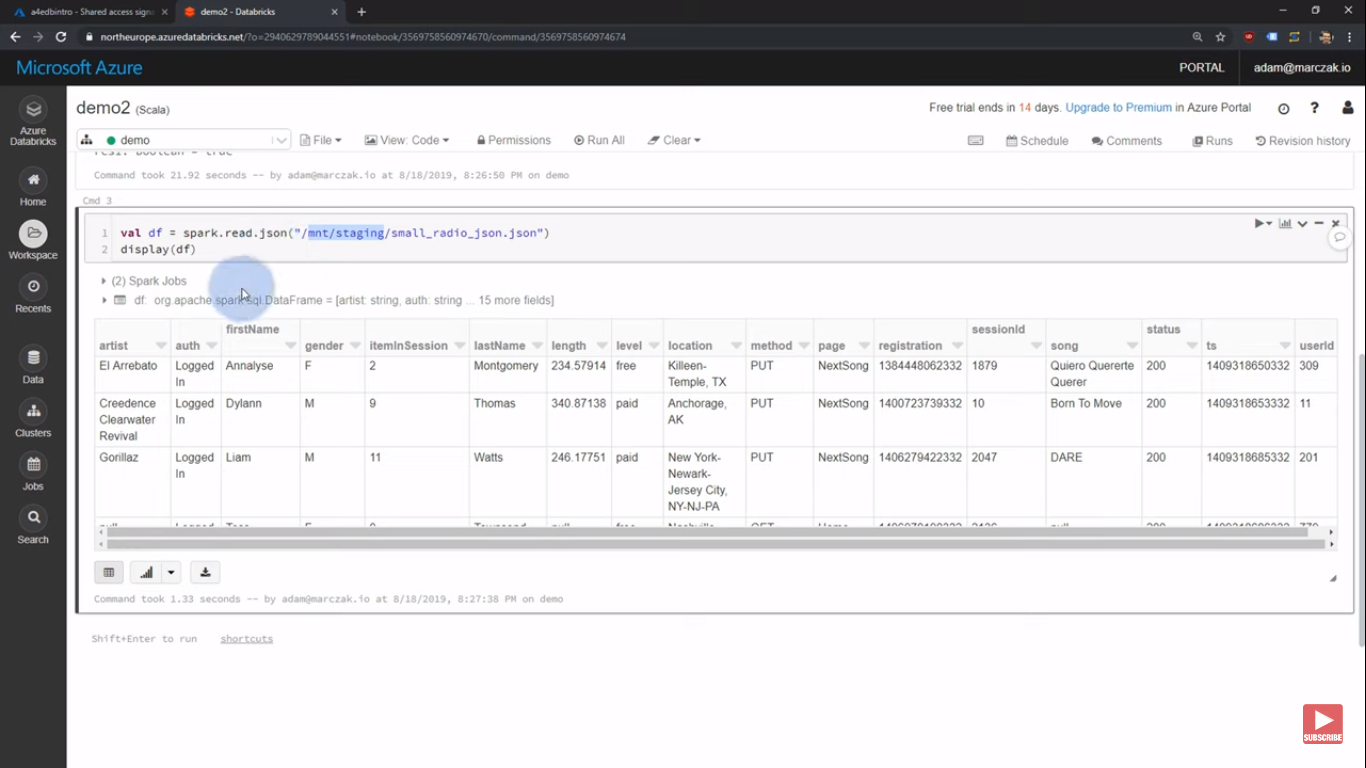 a4edbintro - Shared access signa
demo2 - Databricks
northeurope.azuredatabricks.net/?o=2940629789044551#notebook/3569758560974670/command/3569758560974674
Microsoft Azure
PORTAL
adam@marczak.io
Azure Databricks
Home
Workspace
Recents
Data
Clusters
Jobs
Search
demo2 (Scala)
Free trial ends in 14 days. Upgrade to Premium in Azure Portal
demo
File
View: Code
Permissions
Run All
Clear
Schedule
Comments
Runs
Revision history
res1: Boolean = true
Command took 21.92 seconds -- by adam@marczak.io at 8/18/2019, 8:26:50 PM on demo
Cmd 3
1 val df = spark.read.json("/mnt/staging/small_radio_json.json")
2 display(df)
(2) Spark Jobs
df: org.apache.spark.sql.DataFrame = [artist: string, auth: string ... 15 more fields]
artist auth firstName gender itemInSession lastName length level location method page registration sessionId song status ts userId
El Arrebato Logged In Annalyse F 2 Montgomery 234.57914 free Killeen-Temple, TX PUT NextSong 1384448062332 1879 Quiero Quererte Querer 200 1409318650332 309
Creedence Clearwater Revival Logged In Dylann M 9 Thomas 340.87138 paid Anchorage, AK PUT NextSong 1400723739332 10 Born To Move 200 1409318653332 11
Gorillaz Logged In Liam M 11 Watts 246.17751 paid New York-Newark-Jersey City, NY-NJ-PA PUT NextSong 1406279422332 2047 DARE 200 1409318685332 201
Command took 1.33 seconds -- by adam@marczak.io at 8/18/2019, 8:27:38 PM on demo
Shift+Enter to run shortcuts
SUBSCRIBE